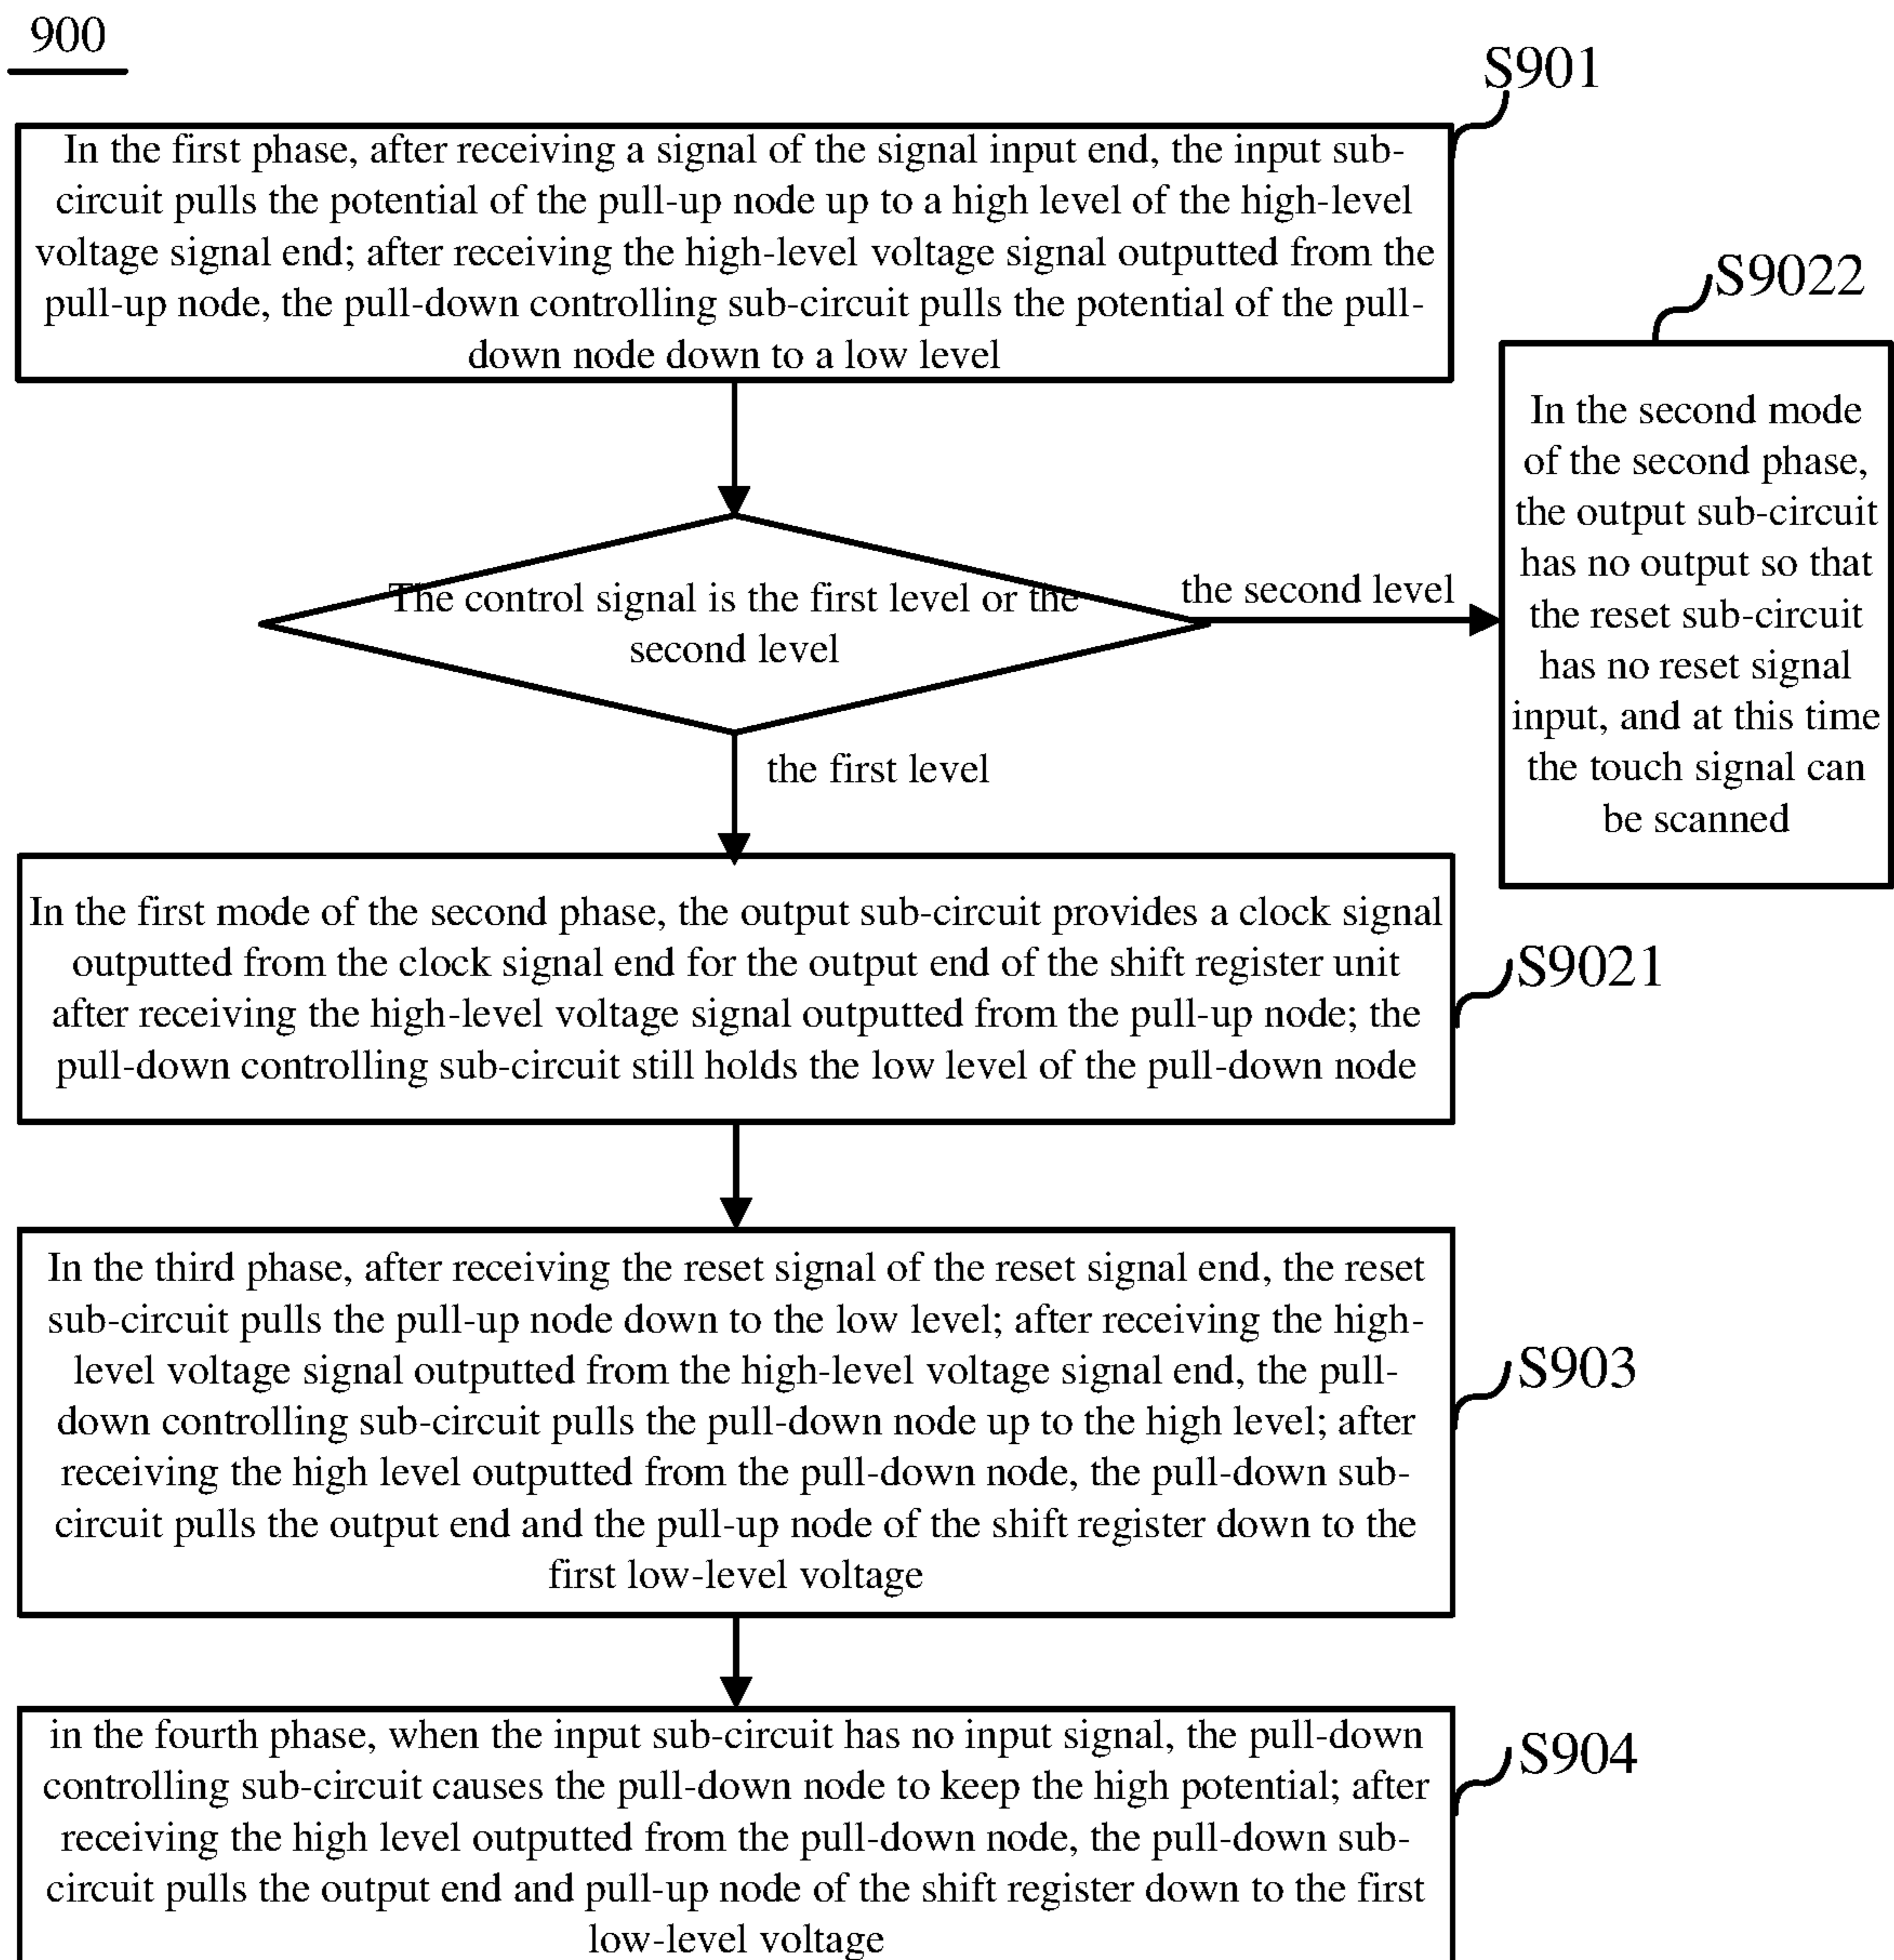 900
S901
In the first phase, after receiving a signal of the signal input end, the input sub-
circuit pulls the potential of the pull-up node up to a high level of the high-level
voltage signal end; after receiving the high-level voltage signal outputted from the
pull-up node, the pull-down controlling sub-circuit pulls the potential of the pull-
down node down to a low level
S9022
In the second mode
of the second phase,
the output sub-circuit
has no output so that
the reset sub-circuit
has no reset signal
input, and at this time
the touch signal can
be scanned
The control signal is the first level or the
second level
the second level
the first level
In the first mode of the second phase, the output sub-circuit provides a clock signal
outputted from the clock signal end for the output end of the shift register unit
after receiving the high-level voltage signal outputted from the pull-up node; the
pull-down controlling sub-circuit still holds the low level of the pull-down node
S9021
In the third phase, after receiving the reset signal of the reset signal end, the reset
sub-circuit pulls the pull-up node down to the low level; after receiving the high-
level voltage signal outputted from the high-level voltage signal end, the pull-
down controlling sub-circuit pulls the pull-down node up to the high level; after
receiving the high level outputted from the pull-down node, the pull-down sub-
circuit pulls the output end and the pull-up node of the shift register down to the
first low-level voltage
S903
in the fourth phase, when the input sub-circuit has no input signal, the pull-down
controlling sub-circuit causes the pull-down node to keep the high potential; after
receiving the high level outputted from the pull-down node, the pull-down sub-
circuit pulls the output end and pull-up node of the shift register down to the first
low-level voltage
S904